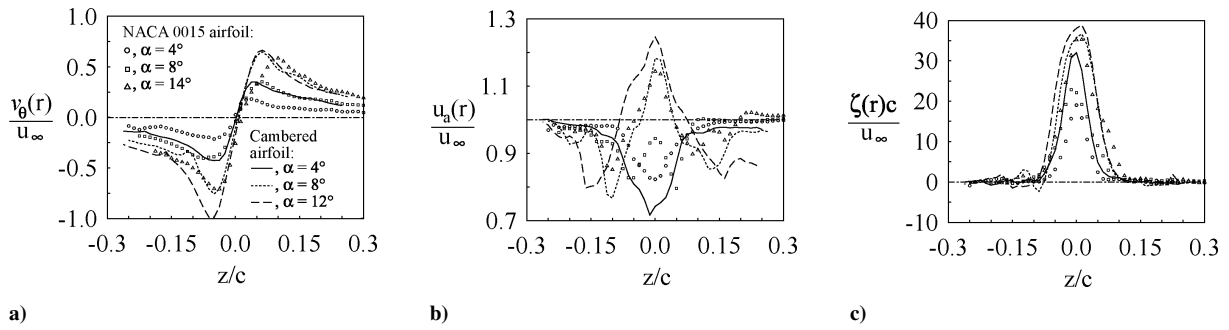 NACA 0015 airfoil:
, α = 4°
, α = 8°
, α = 14°
Cambered
airfoil:
, α = 4°
, α = 8°
, α = 12°
v_θ(r)
u_∞
1.0
0.5
0.0
-0.5
-1.0
-0.3 -0.15 0.0 0.15 0.3
z/c
a)
u_a(r)
u_∞
1.3
1.1
0.9
0.7
-0.3 -0.15 0.0 0.15 0.3
z/c
b)
ζ(r)c
u_∞
40
30
20
10
0
-10
-0.3 -0.15 0.0 0.15 0.3
z/c
c)